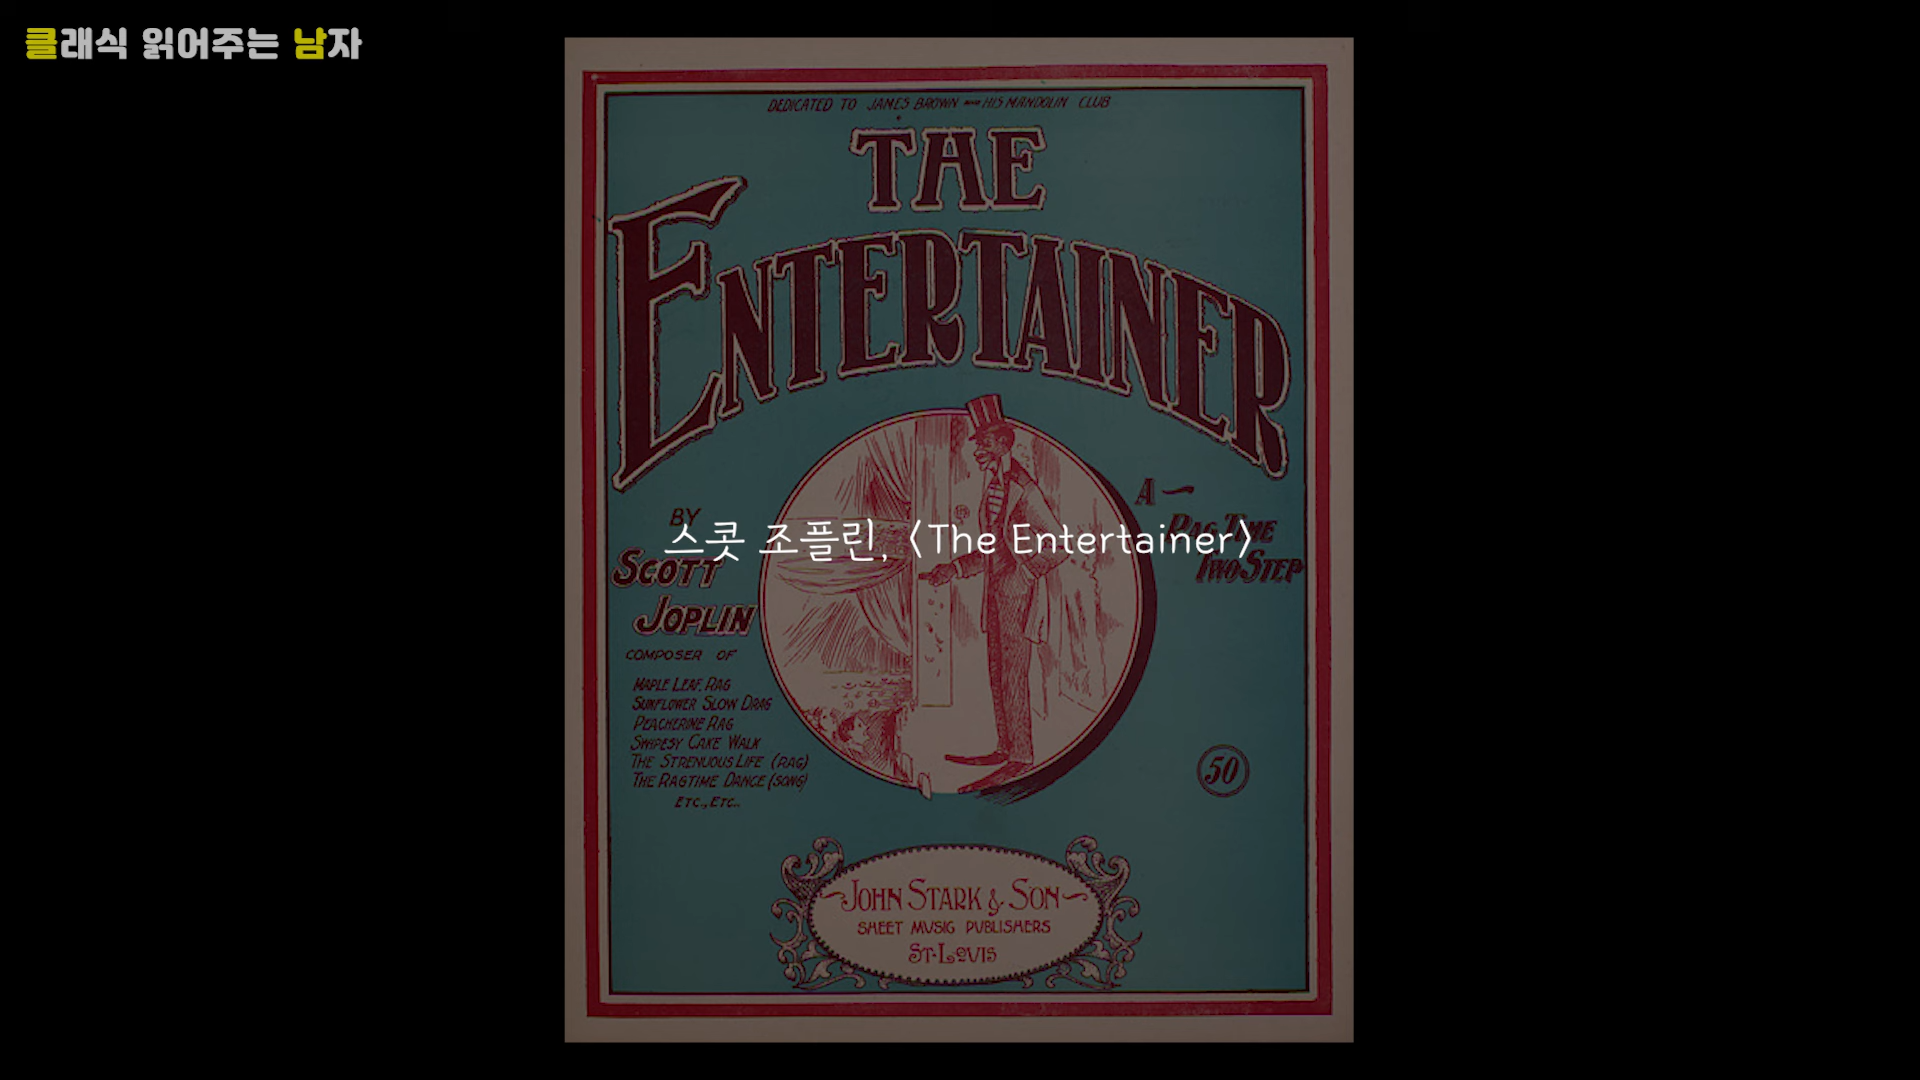 클래식 읽어주는 남자
DEDICATED TO JAMES BROWN AND HIS MANDOLIN CLUB
THE
ENTERTAINER
BY
SCOTT
JOPLIN
COMPOSER OF
MAPLE LEAF RAG
SUNFLOWER SLOW DRAG
PEACHERINE RAG
SWIPESY CAKE WALK
THE STRENUOUS LIFE (RAG)
THE RAGTIME DANCE (SONG)
ETC., ETC..
A
RAG TIME
TWO STEP
스콧 조플린, 〈The Entertainer〉
50
JOHN STARK & SON
SHEET MUSIC PUBLISHERS
ST. LOUIS